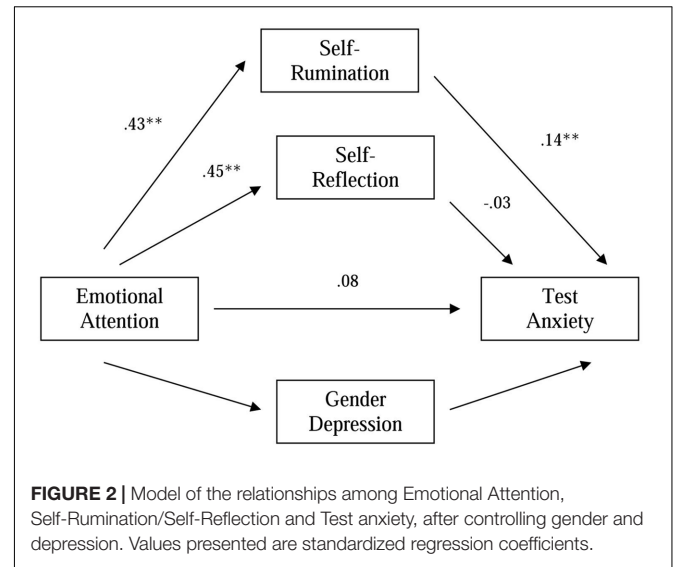 Self-
Rumination
.43**
.14**
.45**
Self-
Reflection
-.03
Emotional
Attention
.08
Test
Anxiety
Gender
Depression
FIGURE 2 | Model of the relationships among Emotional Attention,
Self-Rumination/Self-Reflection and Test anxiety, after controlling gender and
depression. Values presented are standardized regression coefficients.